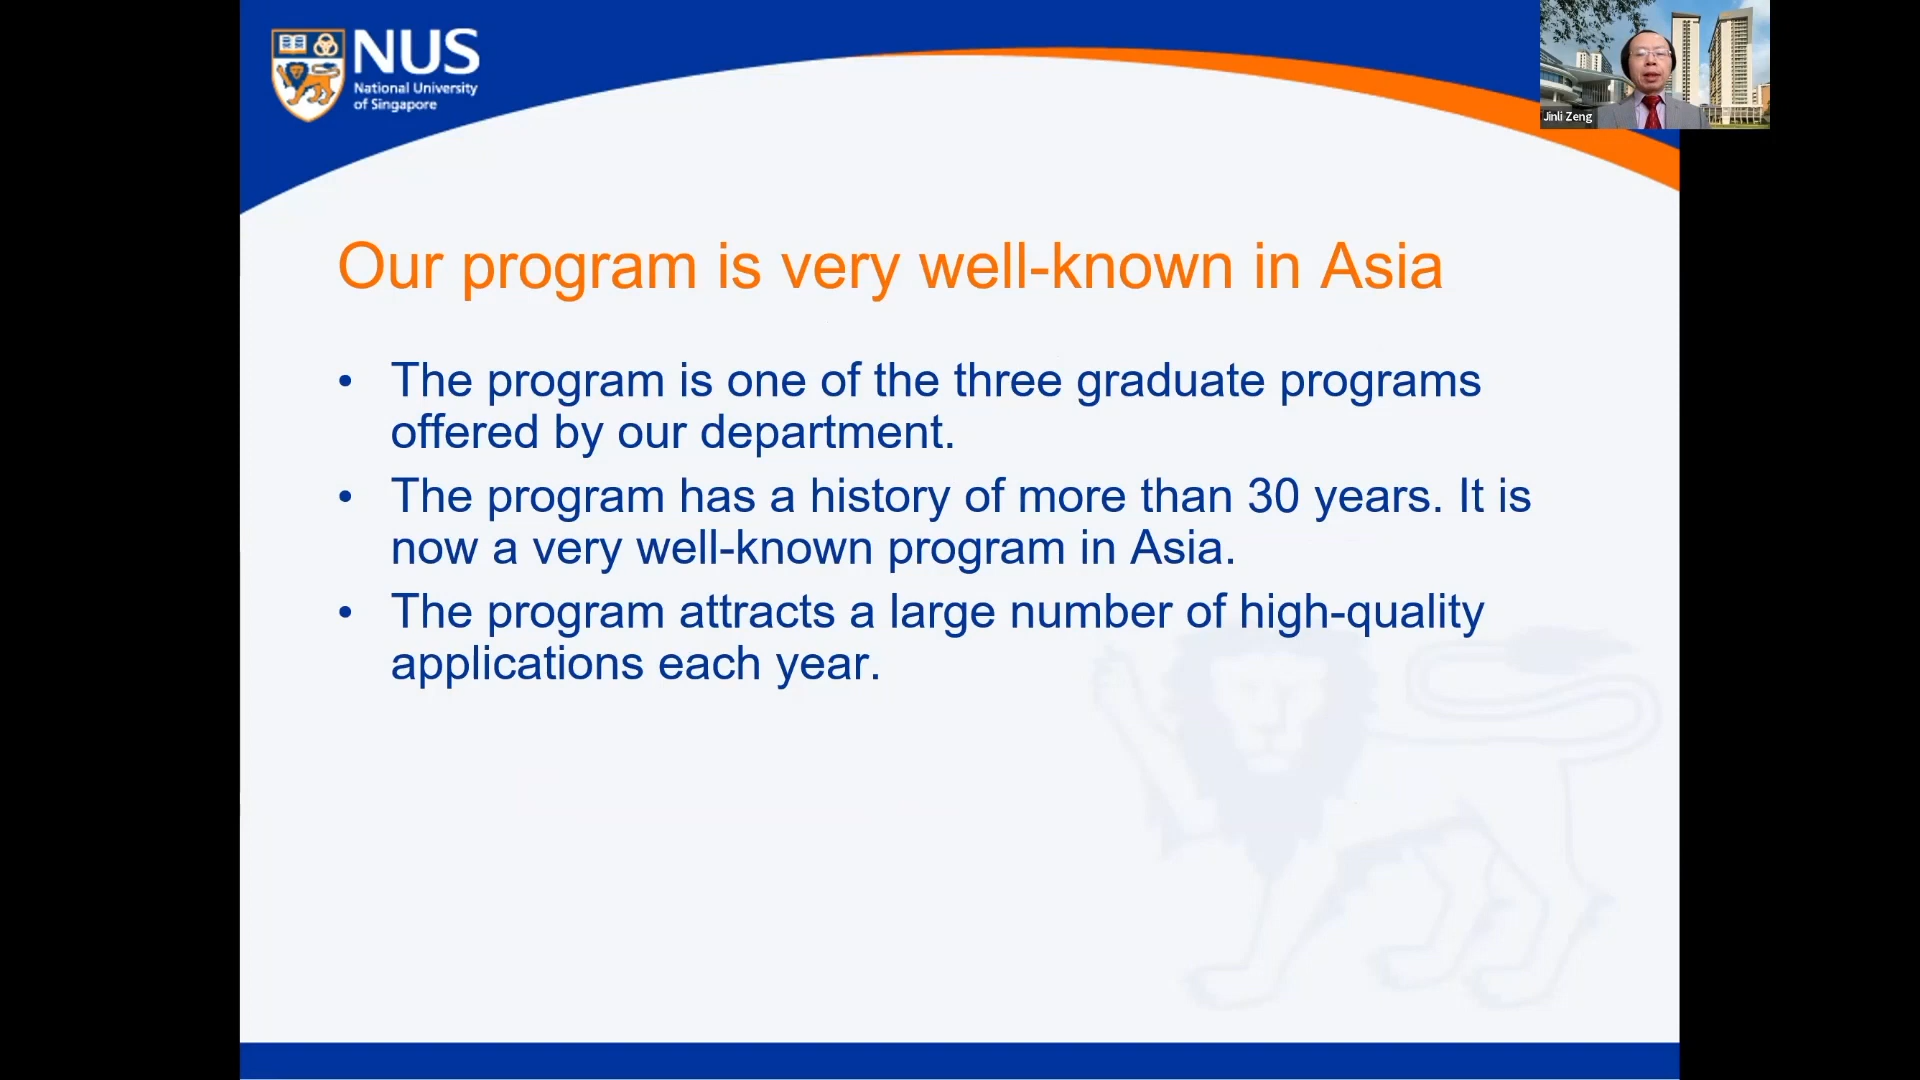 NUS
National University
of Singapore
Jinli Zeng
Our program is very well-known in Asia
• The program is one of the three graduate programs
offered by our department.
• The program has a history of more than 30 years. It is
now a very well-known program in Asia.
• The program attracts a large number of high-quality
applications each year.